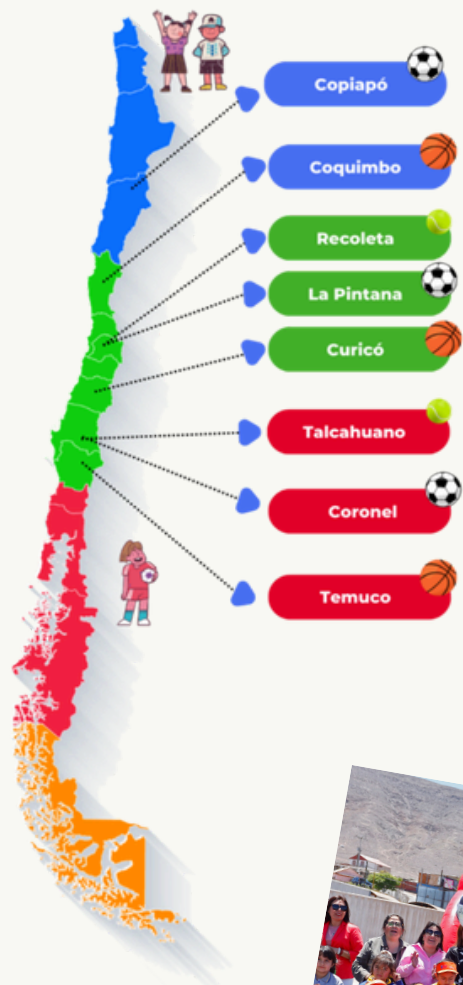 Copiapó
Coquimbo
Recoleta
La Pintana
Curicó
Talcahuano
Coronel
Temuco